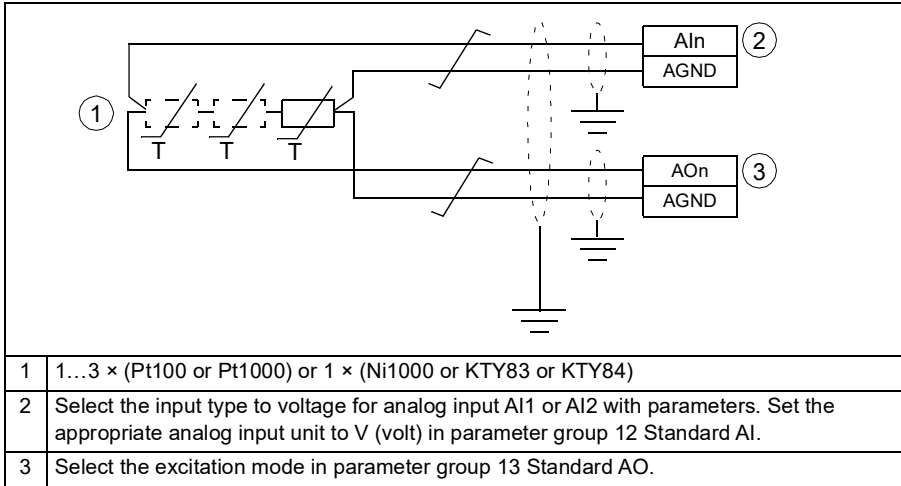 AIn
2
AGND
1
T T T
AOn
3
AGND
1 1…3 × (Pt100 or Pt1000) or 1 × (Ni1000 or KTY83 or KTY84)
2 Select the input type to voltage for analog input AI1 or AI2 with parameters. Set the
appropriate analog input unit to V (volt) in parameter group 12 Standard AI.
3 Select the excitation mode in parameter group 13 Standard AO.